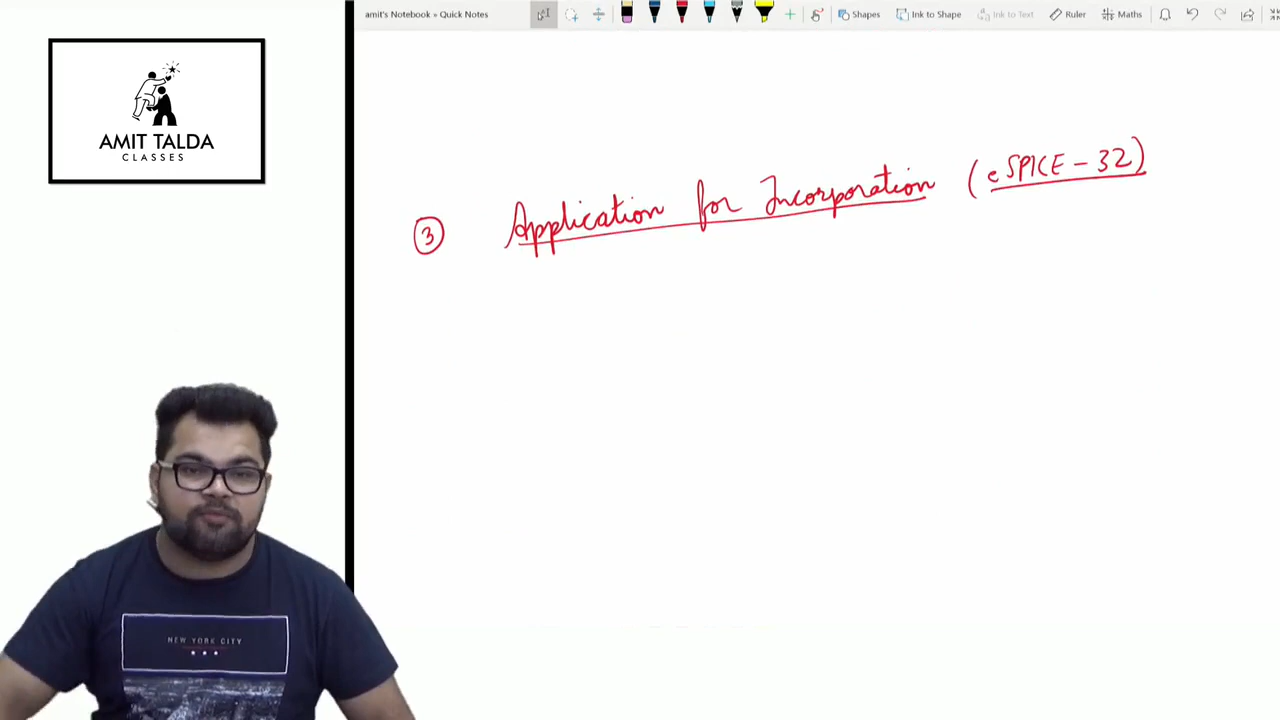 amit's Notebook » Quick Notes
Shapes
Ink to Shape
Ink to Text
Ruler
Maths
AMIT TALDA
CLASSES
③ Application for Incorporation (eSPICE - 32)
NEW YORK CITY